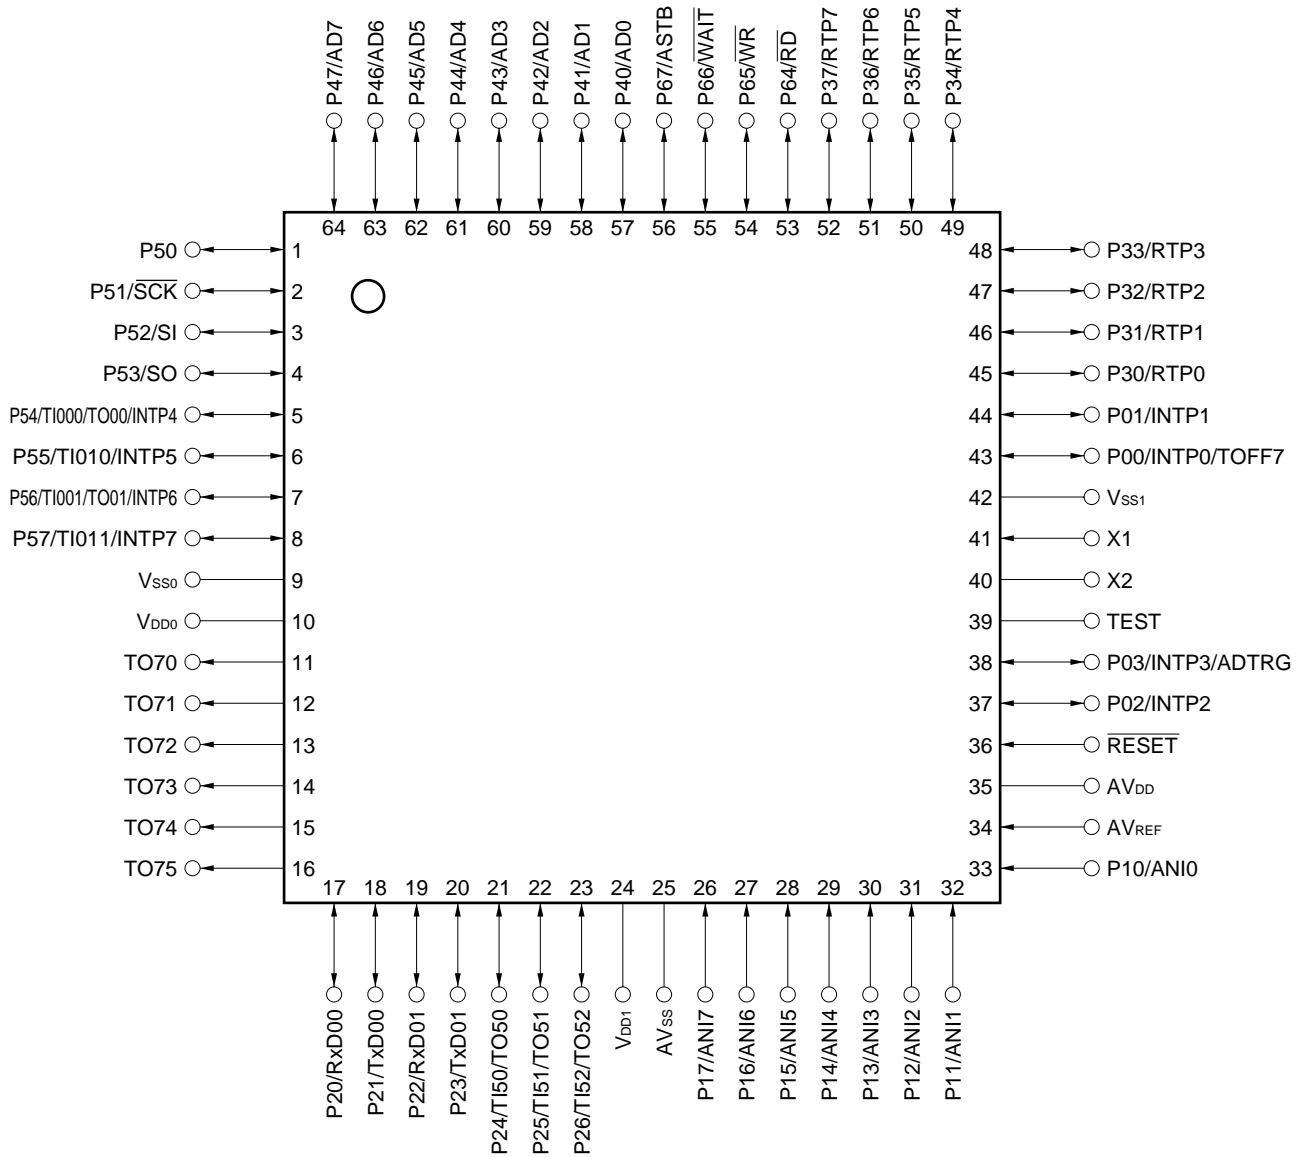 P47/AD7
P46/AD6
P45/AD5
P44/AD4
P43/AD3
P42/AD2
P41/AD1
P40/AD0
P67/ASTB
P66/WAIT
P65/WR
P64/RD
P37/RTP7
P36/RTP6
P35/RTP5
P34/RTP4
64 63 62 61 60 59 58 57 56 55 54 53 52 51 50 49
P50 1
P51/SCK 2
P52/SI 3
P53/SO 4
P54/TI000/TO00/INTP4 5
P55/TI010/INTP5 6
P56/TI001/TO01/INTP6 7
P57/TI011/INTP7 8
VSS0 9
VDD0 10
TO70 11
TO71 12
TO72 13
TO73 14
TO74 15
TO75 16
48 P33/RTP3
47 P32/RTP2
46 P31/RTP1
45 P30/RTP0
44 P01/INTP1
43 P00/INTP0/TOFF7
42 VSS1
41 X1
40 X2
39 TEST
38 P03/INTP3/ADTRG
37 P02/INTP2
36 RESET
35 AVDD
34 AVREF
33 P10/ANI0
17 18 19 20 21 22 23 24 25 26 27 28 29 30 31 32
P20/RxD00
P21/TxD00
P22/RxD01
P23/TxD01
P24/TI50/TO50
P25/TI51/TO51
P26/TI52/TO52
VDD1
AVSS
P17/ANI7
P16/ANI6
P15/ANI5
P14/ANI4
P13/ANI3
P12/ANI2
P11/ANI1